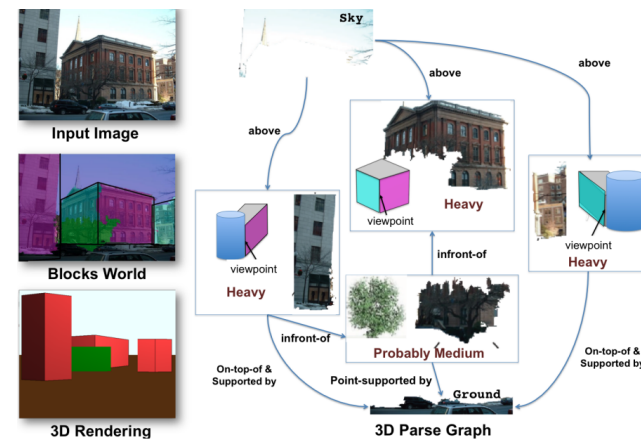 Sky
above
above
above
Input Image
viewpoint
Heavy
viewpoint
Heavy
viewpoint
Heavy
Blocks World
infront-of
infront-of
Probably Medium
On-top-of &
Supported by
Point-supported by
On-top-of &
Supported by
Ground
3D Rendering
3D Parse Graph